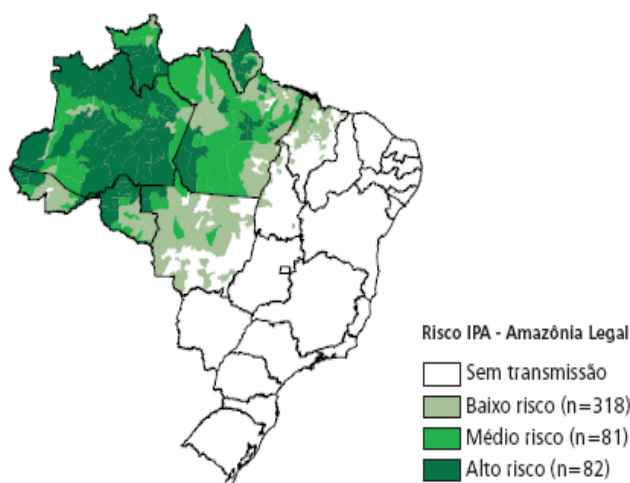 Risco IPA - Amazônia Legal
Sem transmissão
Baixo risco (n=318)
Médio risco (n=81)
Alto risco (n=82)